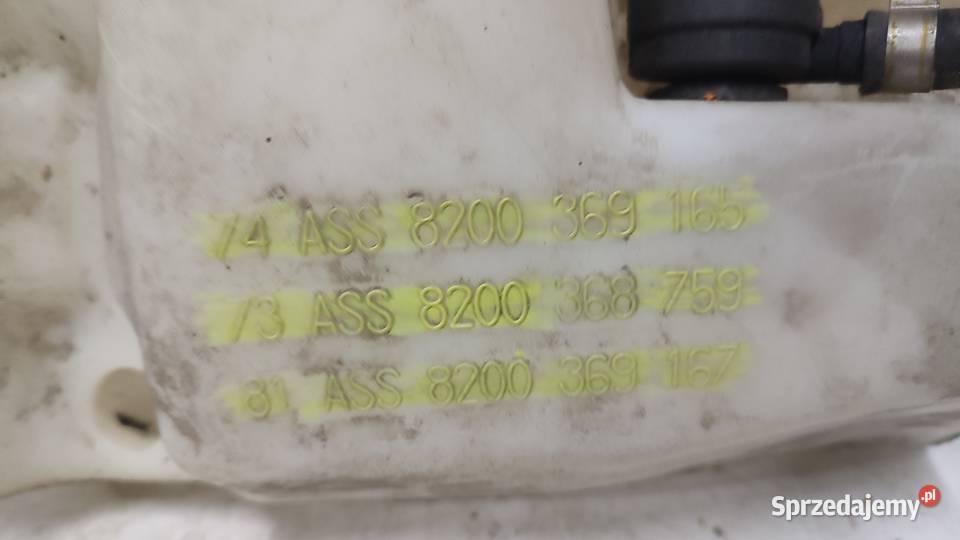 74 ASS 8200 369 165
73 ASS 8200 368 759
81 ASS 8200 369 167
Sprzedajemy.pl